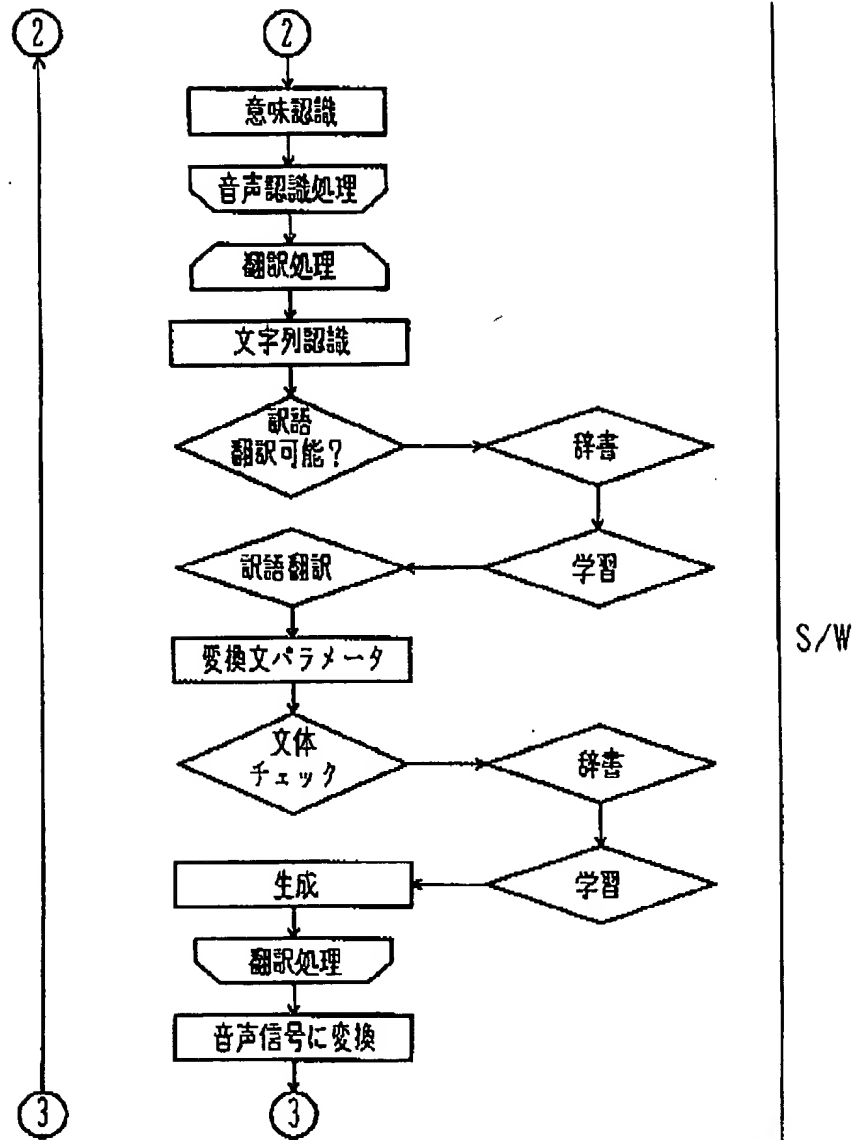 ②
②
意味認識
音声認識処理
翻訳処理
文字列認識
訳語
翻訳可能?
辞書
訳語翻訳
学習
S/W
変換文パラメータ
文体
チェック
辞書
生成
学習
翻訳処理
音声信号に変換
③
③